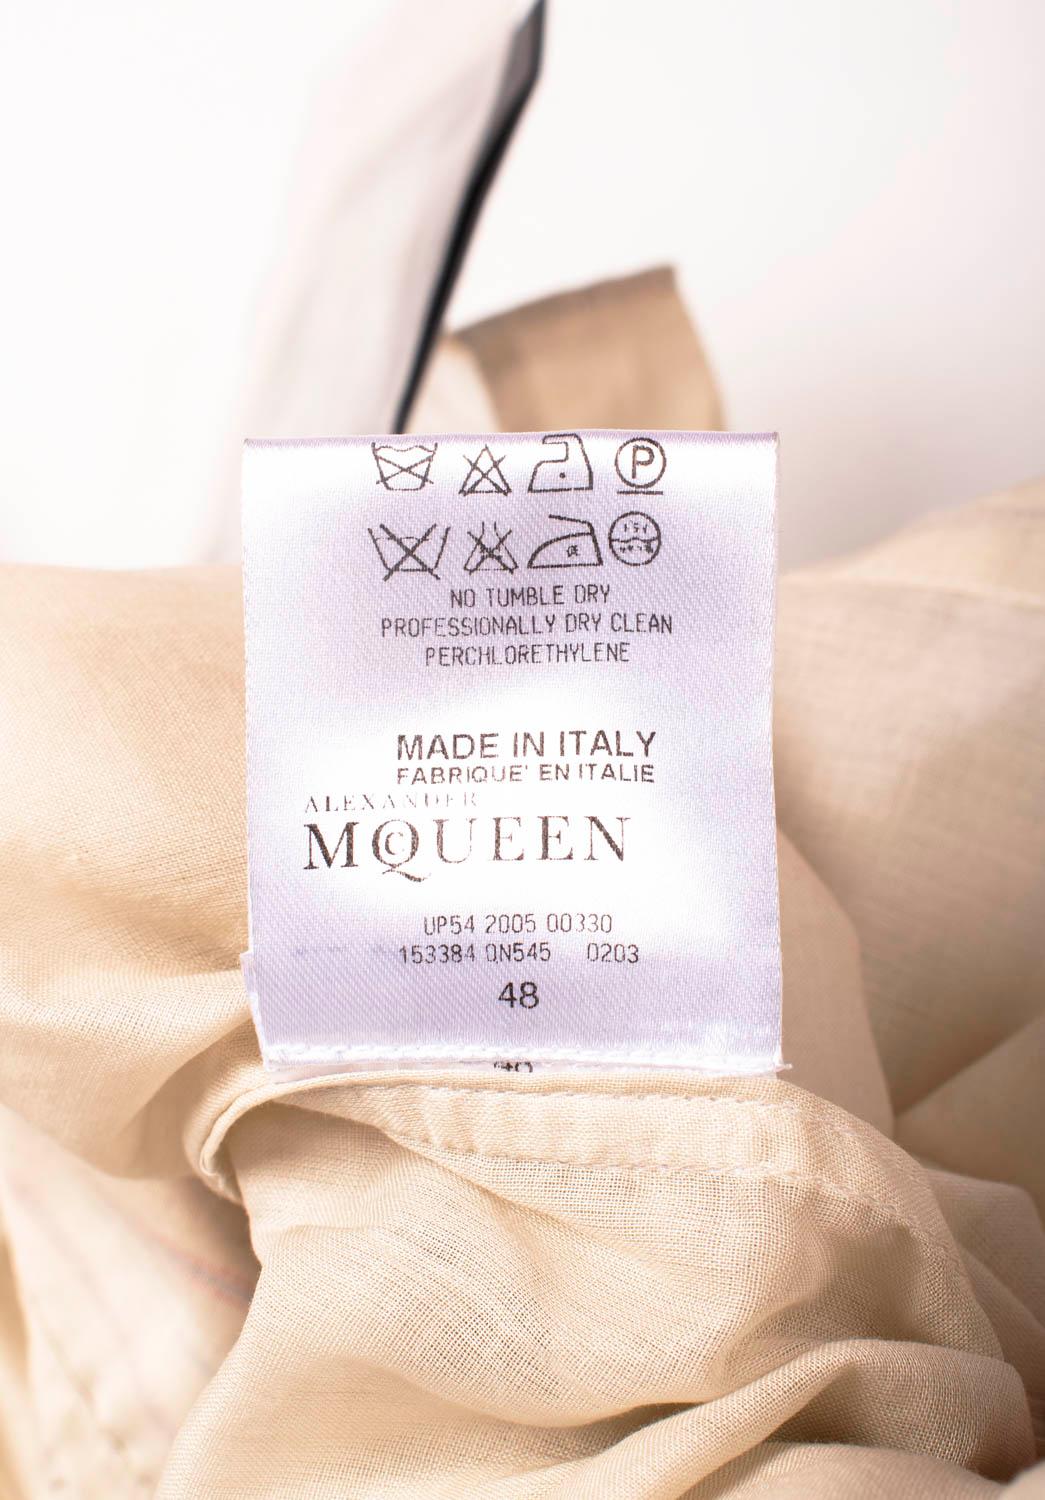 P
NO TUMBLE DRY
PROFESSIONALLY DRY CLEAN
PERCHLORETHYLENE
MADE IN ITALY
FABRIQUE' EN ITALIE
ALEXANDER
MCQUEEN
UP54 2005 00330
153384 QN545 0203
48